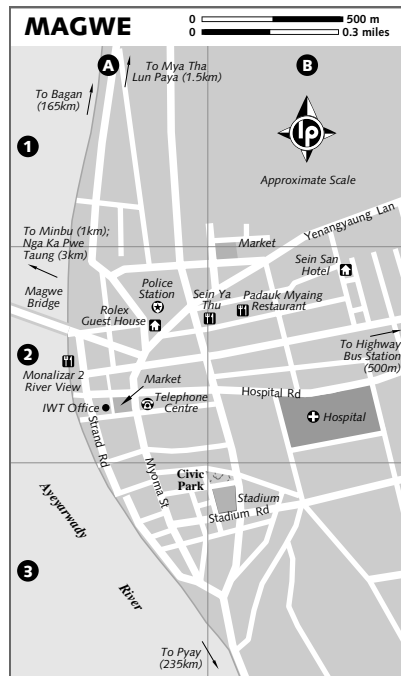 MAGWE
0 500 m
0 0.3 miles
A
B
To Mya Tha
Lun Paya (1.5km)
To Bagan
(165km)
lp
1
Approximate Scale
Yenangyaung Lan
To Minbu (1km);
Nga Ka Pwe
Taung (3km)
Market
Sein San
Hotel
Magwe
Bridge
Police
Station
Sein Ya
Thu
Padauk Myaing
Restaurant
Rolex
Guest House
To Highway
Bus Station
(500m)
2
Monalizar 2
River View
Market
Hospital Rd
IWT Office
Telephone
Centre
Hospital
Strand Rd
Myoma St
Civic
Park
Stadium
Stadium Rd
Ayeyarwady
River
3
To Pyay
(235km)